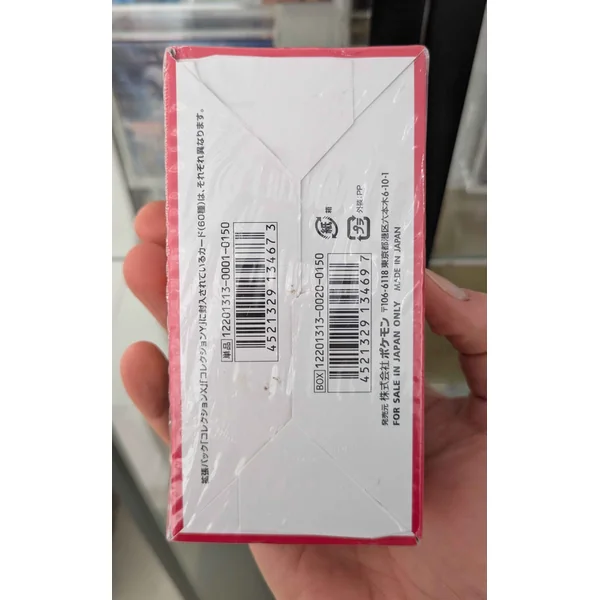 拡張パック「コレクションX」「コレクションY」に封入されているカード(60種)は、それぞれ異なります。
単品 12201313-0001-0150
4521329 134673
紙 箱
プラ 外装:PP
BOX 12201313-0020-0150
4521329 134697
発売元 株式会社 ポケモン 〒106-6118 東京都港区六本木6-10-1
FOR SALE IN JAPAN ONLY MADE IN JAPAN